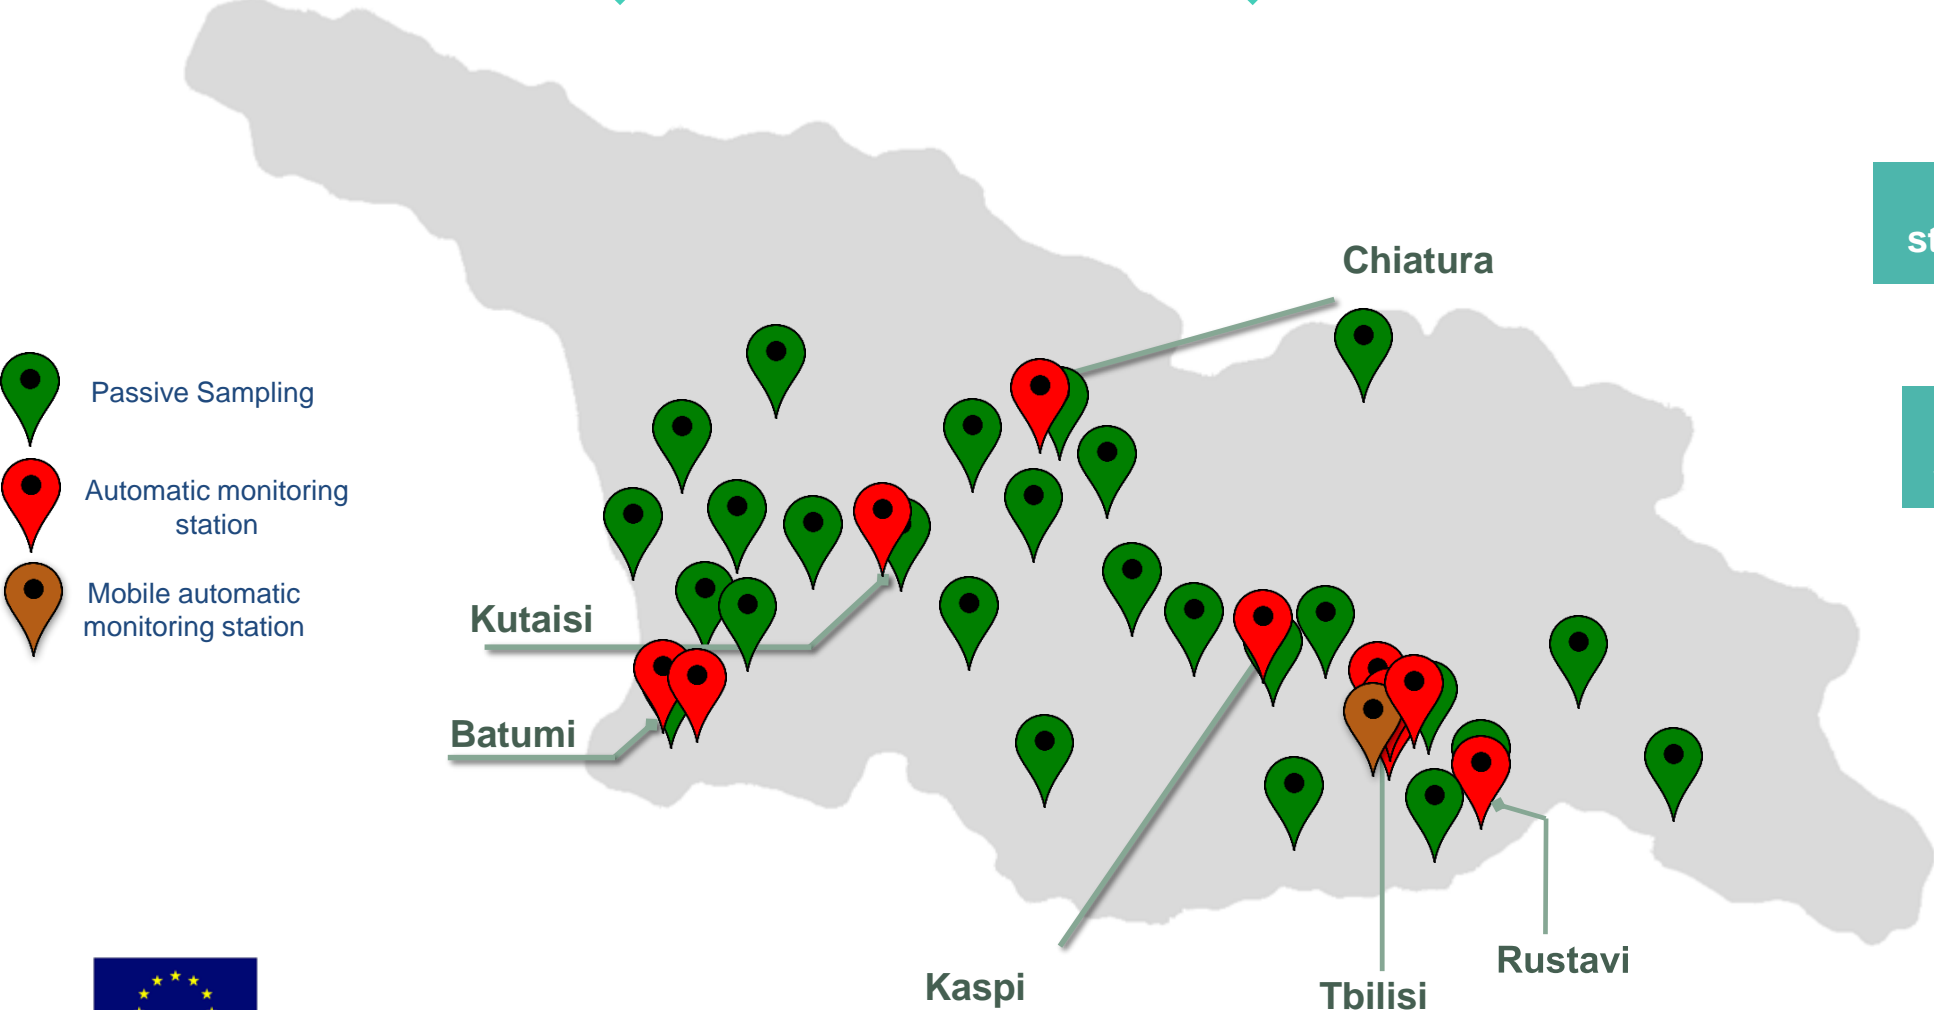 Chiatura
Passive Sampling
Automatic monitoring
station
Mobile automatic
monitoring station
Kutaisi
Batumi
Kaspi
Tbilisi
Rustavi